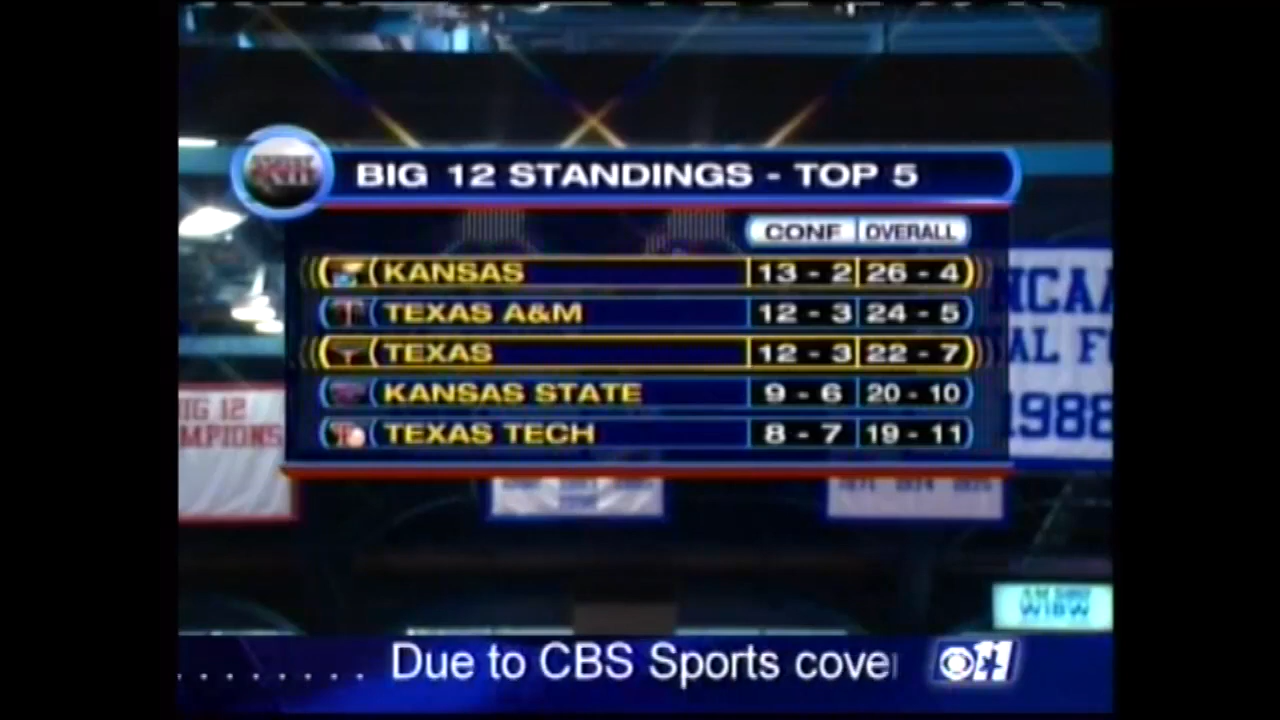 BIG 12 STANDINGS - TOP 5
CONF OVERALL
KANSAS 13 - 2 26 - 4
TEXAS A&M 12 - 3 24 - 5
TEXAS 12 - 3 22 - 7
KANSAS STATE 9 - 6 20 - 10
TEXAS TECH 8 - 7 19 - 11
NCAA
1988
IG 12
MPIONS
WIBW
. . . . . . . . . Due to CBS Sports cove
11